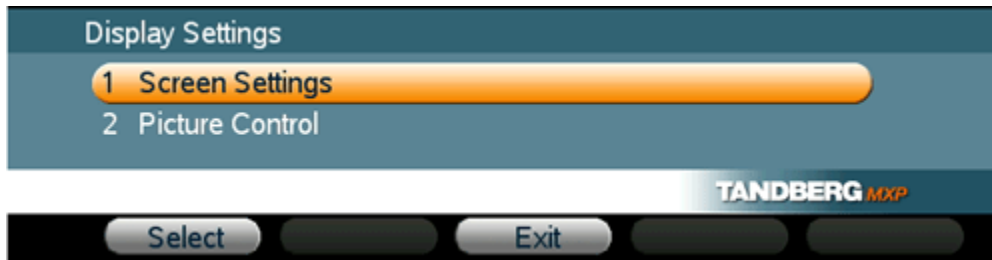 Display Settings
1 Screen Settings
2 Picture Control
TANDBERG MXP
Select Exit